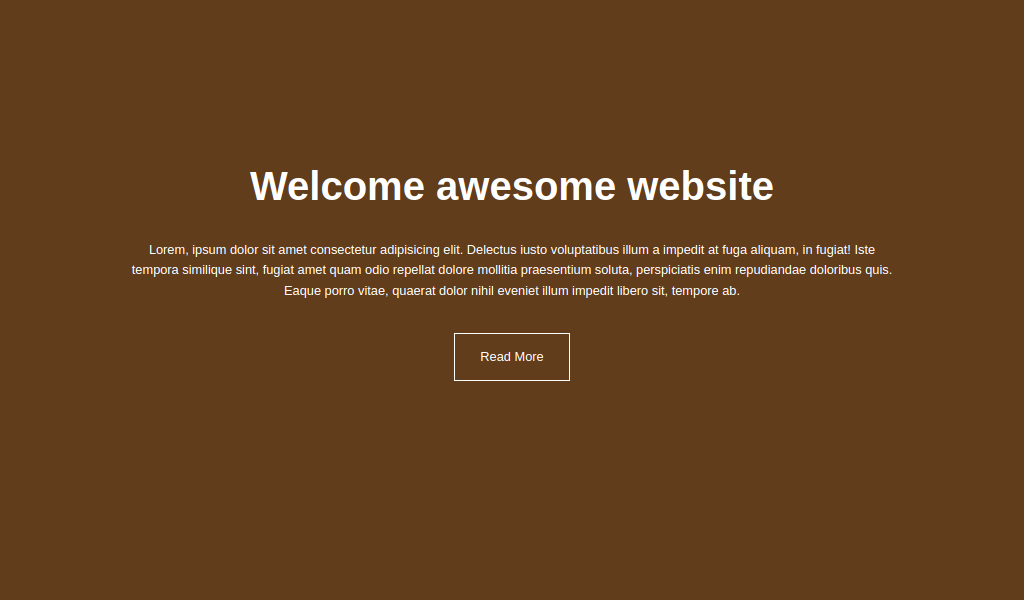 Welcome awesome website
Lorem, ipsum dolor sit amet consectetur adipisicing elit. Delectus iusto voluptatibus illum a impedit at fuga aliquam, in fugiat! Iste
tempora similique sint, fugiat amet quam odio repellat dolore mollitia praesentium soluta, perspiciatis enim repudiandae doloribus quis.
Eaque porro vitae, quaerat dolor nihil eveniet illum impedit libero sit, tempore ab.
Read More